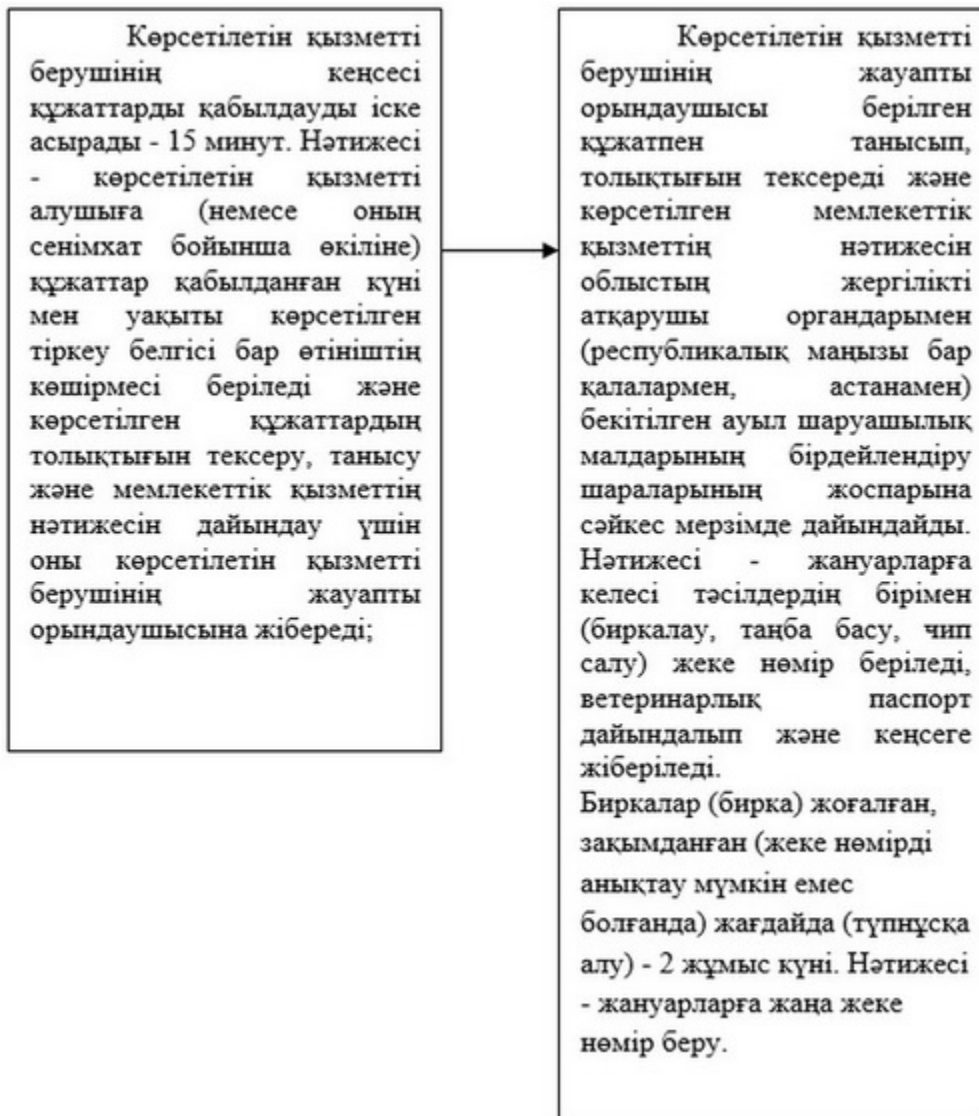 Көрсетілетін қызметті
берушінің кеңсесі
құжаттарды қабылдауды іске
асырады - 15 минут. Нәтижесі
- көрсетілетін қызметті
алушыға (немесе оның
сенімхат бойынша өкіліне)
құжаттар қабылданған күні
мен уақыты көрсетілген
тіркеу белгісі бар өтініштің
көшірмесі беріледі және
көрсетілген құжаттардың
толықтығын тексеру, танысу
және мемлекеттік қызметтің
нәтижесін дайындау үшін
оны көрсетілетін қызметті
берушінің жауапты
орындаушысына жібереді;
Көрсетілетін қызметті
берушінің жауапты
орындаушысы берілген
құжатпен танысып,
толықтығын тексереді және
көрсетілген мемлекеттік
қызметтің нәтижесін
облыстың жергілікті
атқарушы органдарымен
(республикалық маңызы бар
қалалармен, астанамен)
бекітілген ауыл шаруашылық
малдарының бірдейлендіру
шараларының жоспарына
сәйкес мерзімде дайындайды.
Нәтижесі - жануарларға
келесі тәсілдердің бірімен
(биркалау, таңба басу, чип
салу) жеке нөмір беріледі,
ветеринарлық паспорт
дайындалып және кеңсеге
жіберіледі.
Биркалар (бирка) жоғалған,
зақымданған (жеке нөмірді
анықтау мүмкін емес
болғанда) жағдайда (түпнұсқа
алу) - 2 жұмыс күні. Нәтижесі
- жануарларға жаңа жеке
нөмір беру.